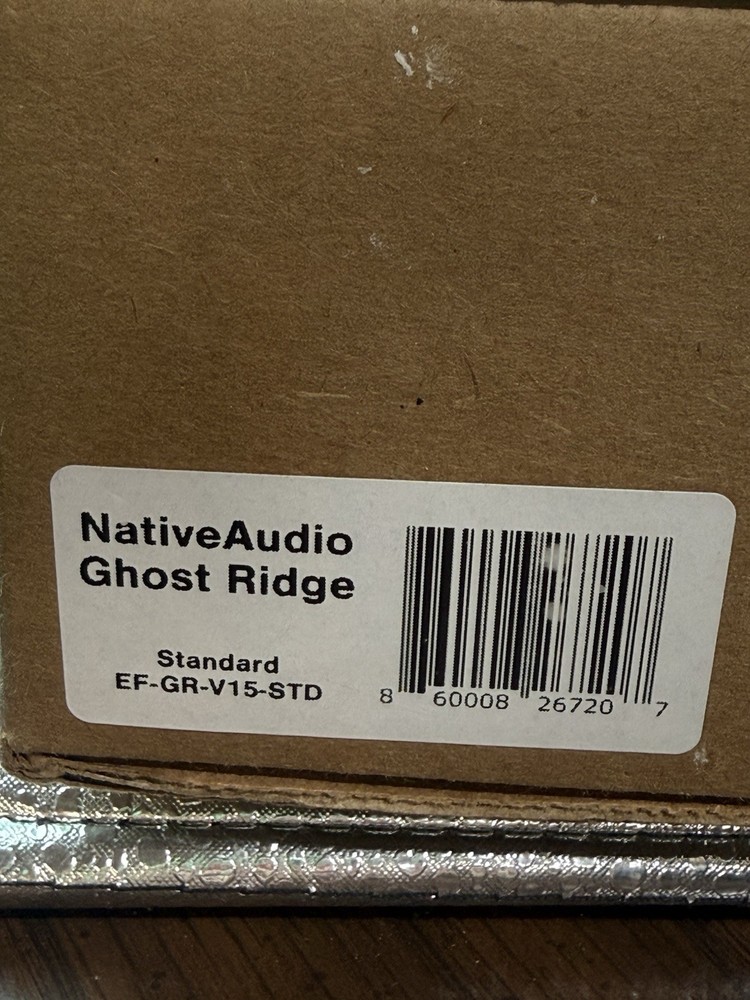 NativeAudio
Ghost Ridge
Standard
EF-GR-V15-STD
8 60008 26720 7